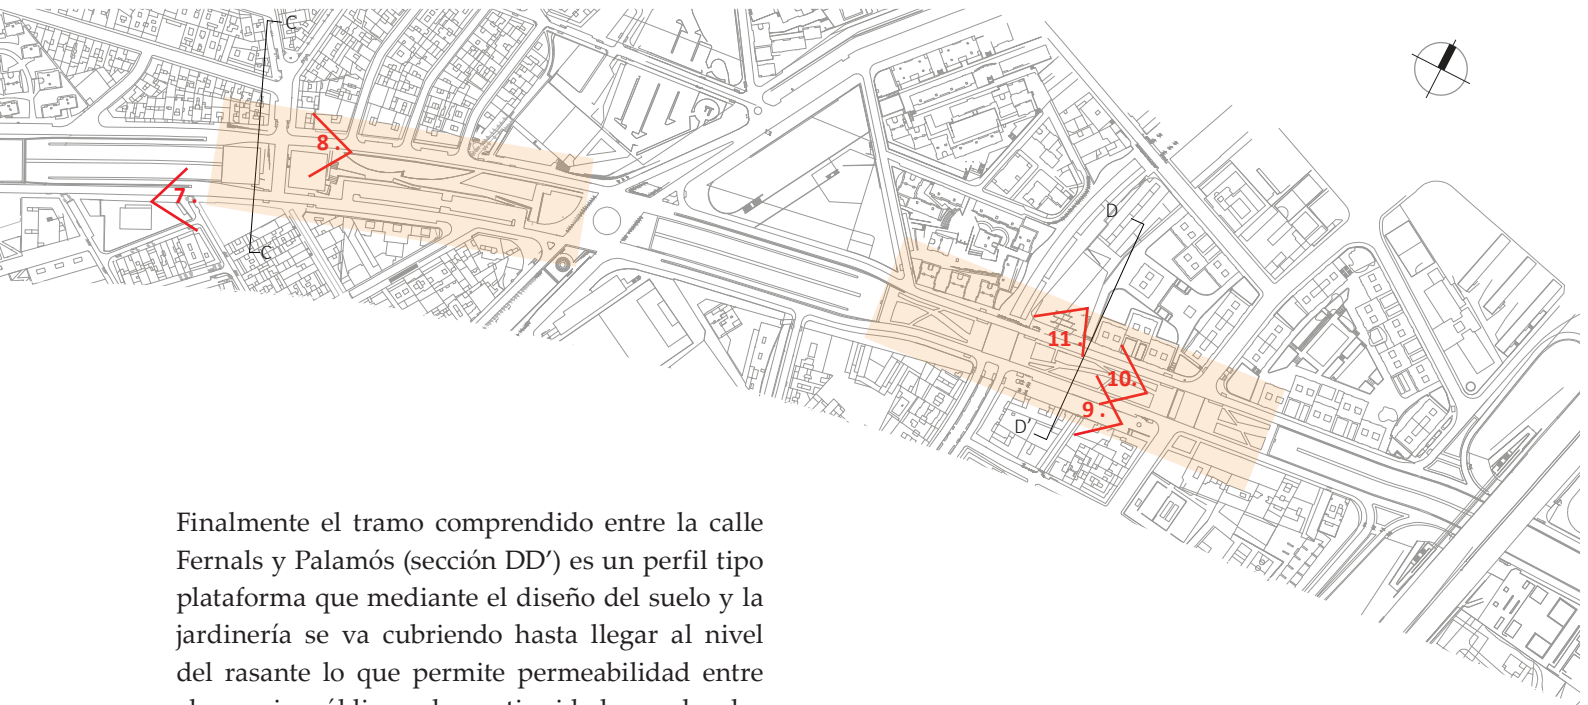 C
8 .
7 .
C
D
11 .
10.
9 .
D'
Finalmente el tramo comprendido entre la calle
Fernals y Palamós (sección DD’) es un perfil tipo
plataforma que mediante el diseño del suelo y la
jardinería se va cubriendo hasta llegar al nivel
del rasante lo que permite permeabilidad entre